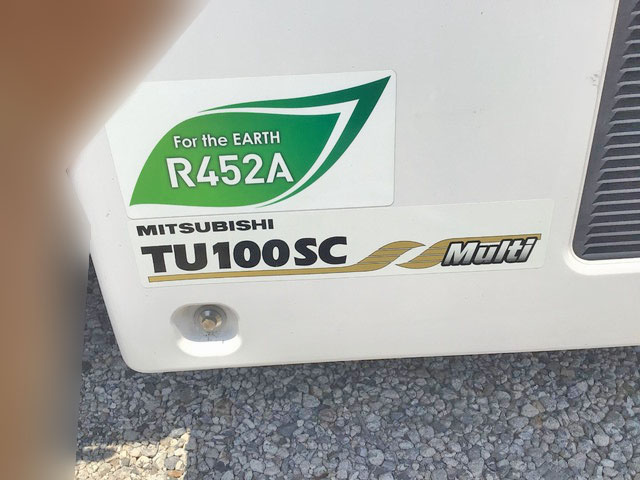 For the EARTH
R452A
MITSUBISHI
TU100SC Multi